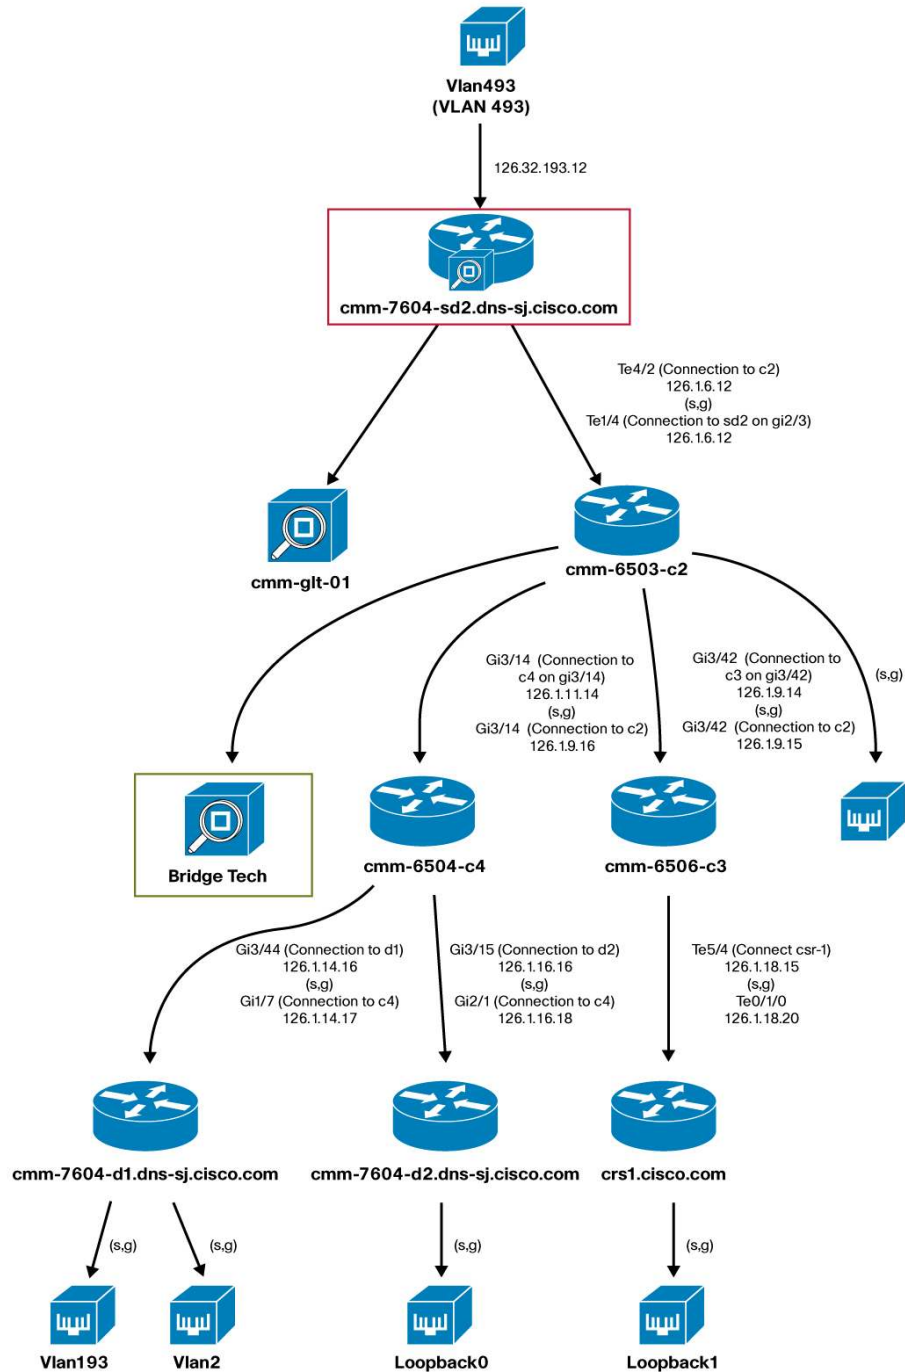 Vlan493
(VLAN 493)
126.32.193.12
cmm-7604-sd2.dns-sj.cisco.com
Te4/2 (Connection to c2)
126.1.6.12
(s,g)
Te1/4 (Connection to sd2 on gi2/3)
126.1.6.12
cmm-glt-01
cmm-6503-c2
Gi3/14 (Connection to
c4 on gi3/14)
126.1.11.14
(s,g)
Gi3/14 (Connection to c2)
126.1.9.16
Gi3/42 (Connection to
c3 on gi3/42)
126.1.9.14
(s,g)
Gi3/42 (Connection to c2)
126.1.9.15
(s,g)
Bridge Tech
cmm-6504-c4
cmm-6506-c3
Gi3/44 (Connection to d1)
126.1.14.16
(s,g)
Gi1/7 (Connection to c4)
126.1.14.17
Gi3/15 (Connection to d2)
126.1.16.16
(s,g)
Gi2/1 (Connection to c4)
126.1.16.18
Te5/4 (Connect csr-1)
126.1.18.15
(s,g)
Te0/1/0
126.1.18.20
cmm-7604-d1.dns-sj.cisco.com
cmm-7604-d2.dns-sj.cisco.com
crs1.cisco.com
(s,g)
(s,g)
(s,g)
(s,g)
Vlan193
Vlan2
Loopback0
Loopback1